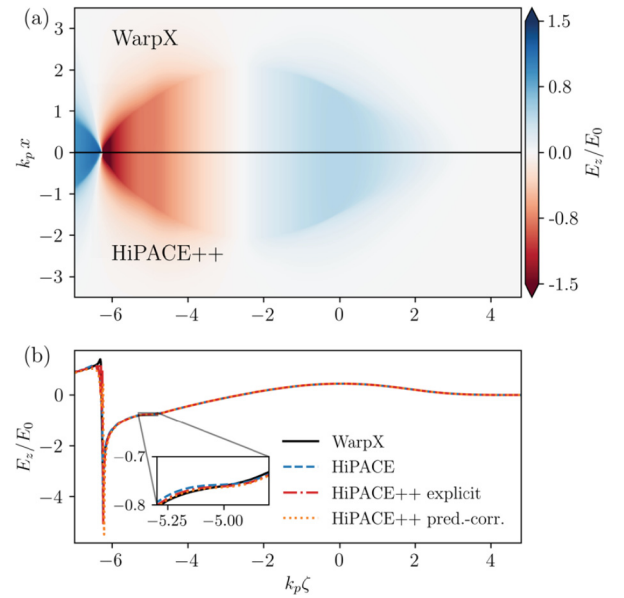 (a)
WarpX
HiPACE++
k_p x
3
2
1
0
−1
−2
−3
−6
−4
−2
0
2
4
1.5
0.8
0.0
-0.8
-1.5
E_z/E_0
(b)
E_z/E_0
0
−2
−4
−0.7
−0.8
−5.25
−5.00
WarpX
HiPACE
HiPACE++ explicit
HiPACE++ pred.-corr.
−6
−4
−2
0
2
4
k_pζ